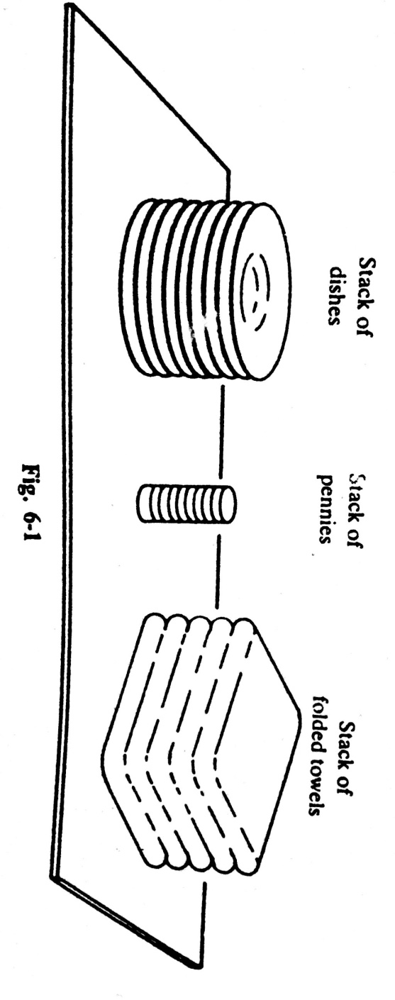 Stack of
dishes
Stack of
pennies
Stack of
folded towels
Fig. 6-1